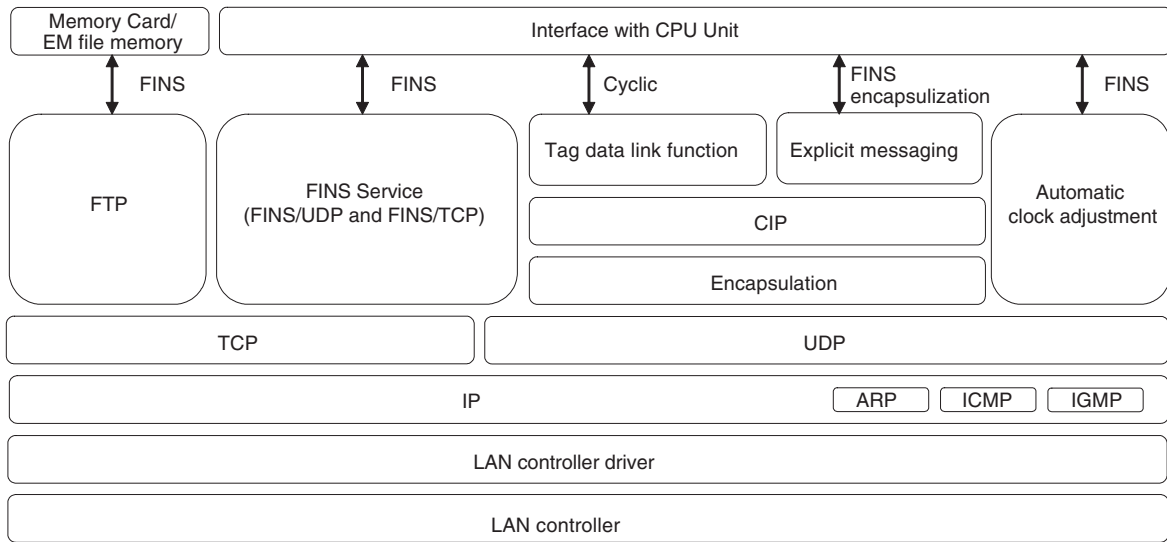 Memory Card/
EM file memory
Interface with CPU Unit
FINS
FINS
Cyclic
FINS
encapsulization
FINS
FTP
FINS Service
(FINS/UDP and FINS/TCP)
Tag data link function
Explicit messaging
CIP
Encapsulation
Automatic
clock adjustment
TCP
UDP
IP
ARP
ICMP
IGMP
LAN controller driver
LAN controller